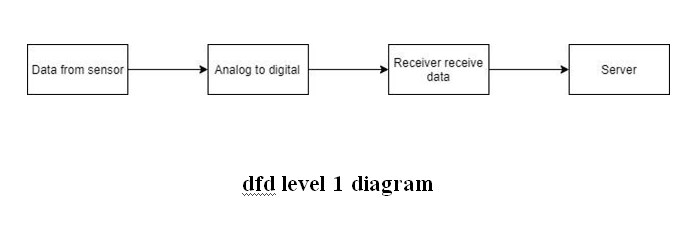 Data from sensor
Analog to digital
Receiver receive
data
Server
dfd level 1 diagram